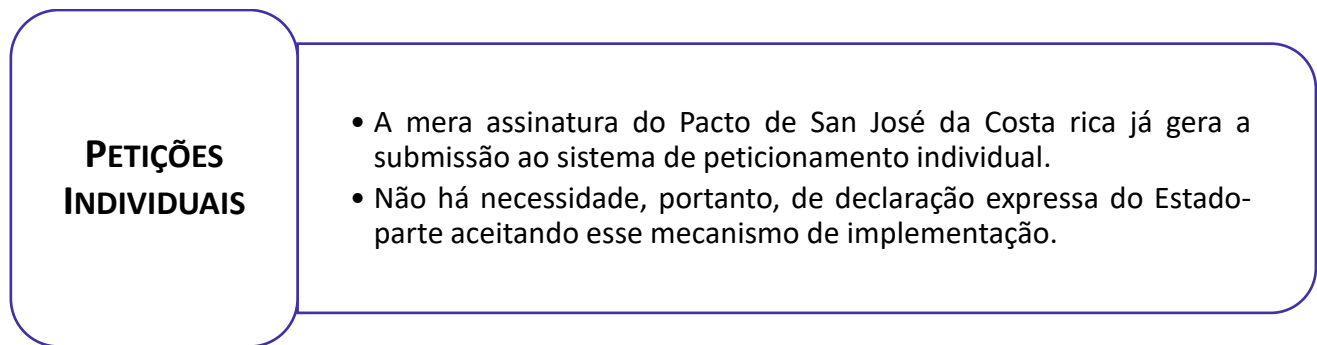 PETIÇÕES
INDIVIDUAIS
• A mera assinatura do Pacto de San José da Costa rica já gera a
submissão ao sistema de peticionamento individual.
• Não há necessidade, portanto, de declaração expressa do Estado-
parte aceitando esse mecanismo de implementação.